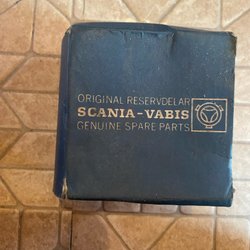 ORIGINAL RESERVDELAR
SCANIA-VABIS
GENUINE SPARE PARTS